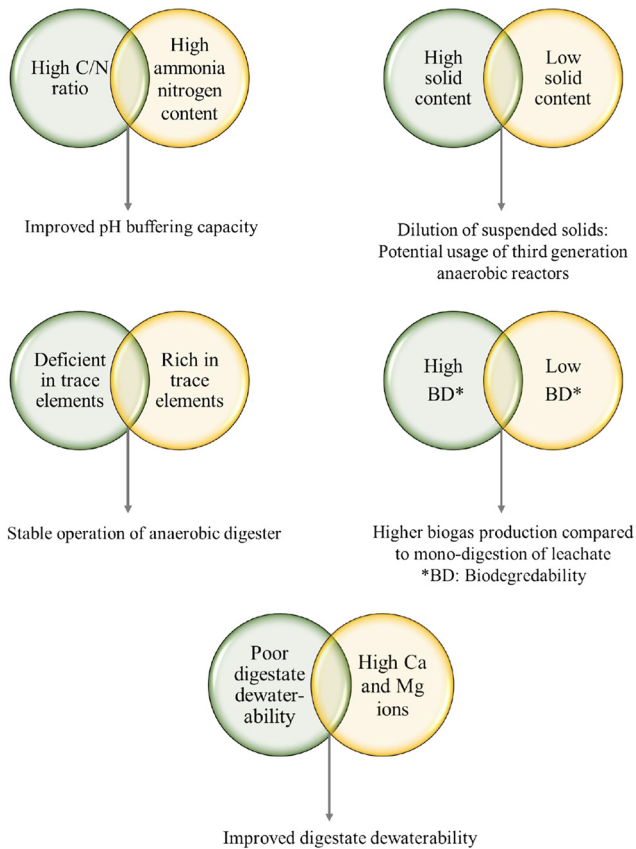 High C/N
ratio
High
ammonia
nitrogen
content
Improved pH buffering capacity
High
solid
content
Low
solid
content
Dilution of suspended solids:
Potential usage of third generation
anaerobic reactors
Deficient
in trace
elements
Rich in
trace
elements
Stable operation of anaerobic digester
High
BD*
Low
BD*
Higher biogas production compared
to mono-digestion of leachate
*BD: Biodegredability
Poor
digestate
dewater-
ability
High Ca
and Mg
ions
Improved digestate dewaterability